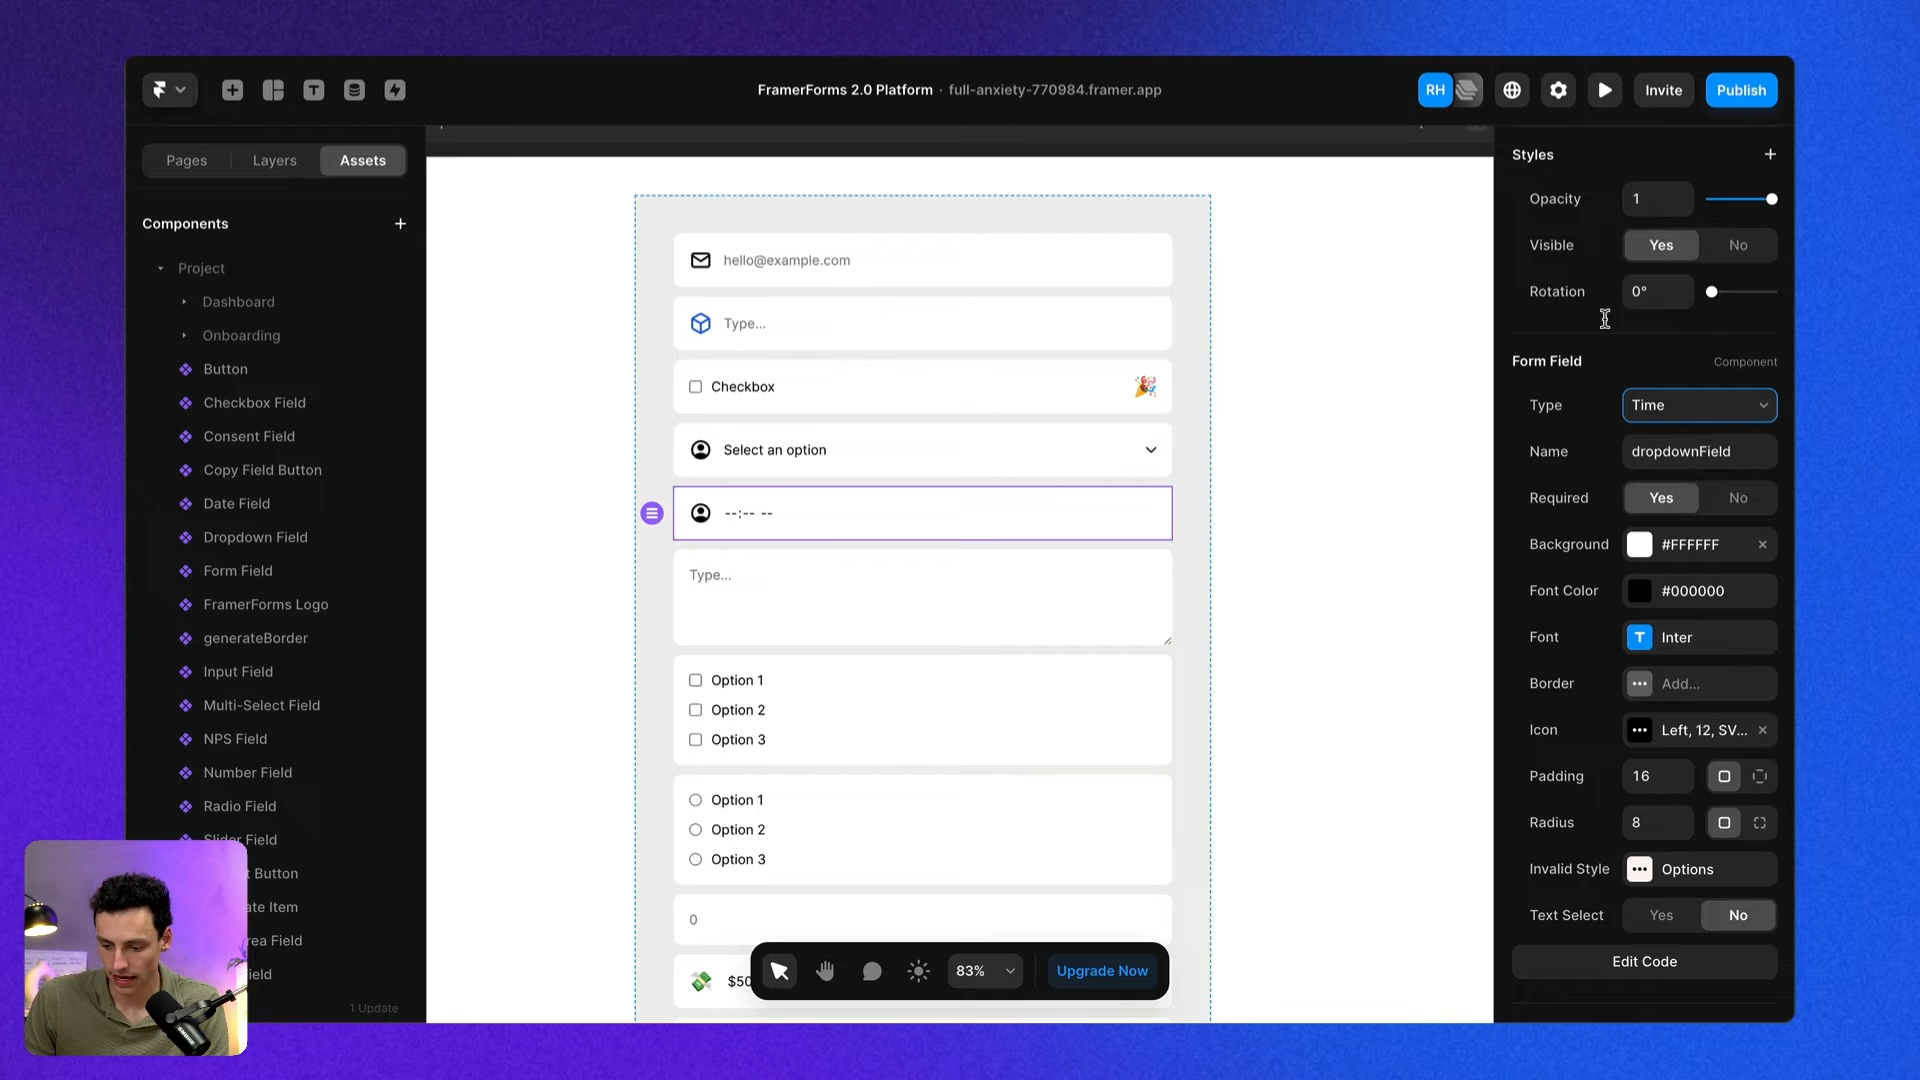 FramerForms 2.0 Platform · full-anxiety-770984.framer.app
RH
Invite
Publish
Pages
Layers
Assets
Components
Project
Dashboard
Onboarding
Button
Checkbox Field
Consent Field
Copy Field Button
Date Field
Dropdown Field
Form Field
FramerForms Logo
generateBorder
Input Field
Multi-Select Field
NPS Field
Number Field
Radio Field
Slider Field
Button
Item
Field
1 Update
hello@example.com
Type...
Checkbox
Select an option
--:-- --
Type...
Option 1
Option 2
Option 3
Option 1
Option 2
Option 3
0
83%
Upgrade Now
Styles
Opacity
1
Visible
Yes
No
Rotation
0°
Form Field
Component
Type
Time
Name
dropdownField
Required
Yes
No
Background
#FFFFFF
Font Color
#000000
Font
T
Inter
Border
Add...
Icon
Left, 12, SV...
Padding
16
Radius
8
Invalid Style
Options
Text Select
Yes
No
Edit Code